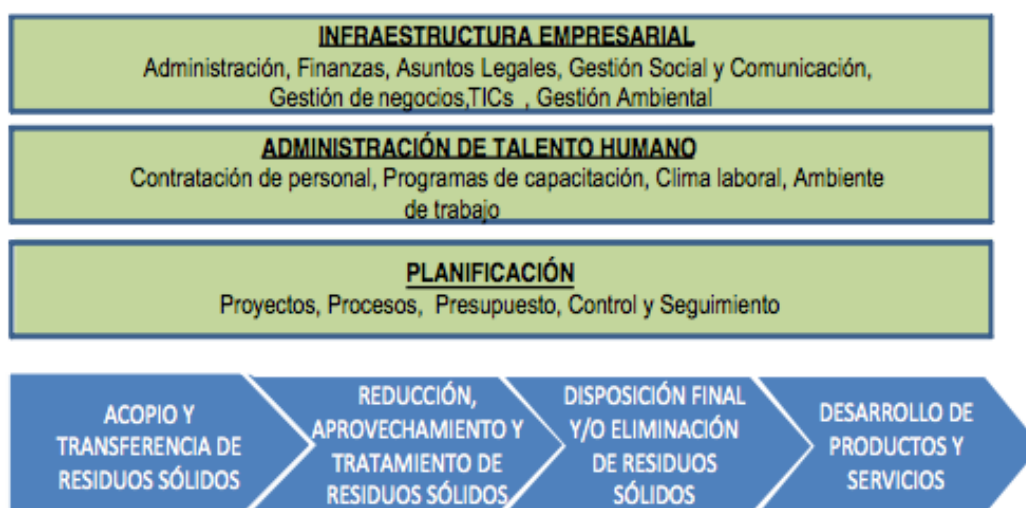 INFRAESTRUCTURA EMPRESARIAL
Administración, Finanzas, Asuntos Legales, Gestión Social y Comunicación,
Gestión de negocios,TICs , Gestión Ambiental
ADMINISTRACIÓN DE TALENTO HUMANO
Contratación de personal, Programas de capacitación, Clima laboral, Ambiente
de trabajo
PLANIFICACIÓN
Proyectos, Procesos, Presupuesto, Control y Seguimiento
ACOPIO Y
TRANSFERENCIA DE
RESIDUOS SÓLIDOS
REDUCCIÓN,
APROVECHAMIENTO Y
TRATAMIENTO DE
RESIDUOS SÓLIDOS
DISPOSICIÓN FINAL
Y/O ELIMINACIÓN
DE RESIDUOS
SÓLIDOS
DESARROLLO DE
PRODUCTOS Y
SERVICIOS